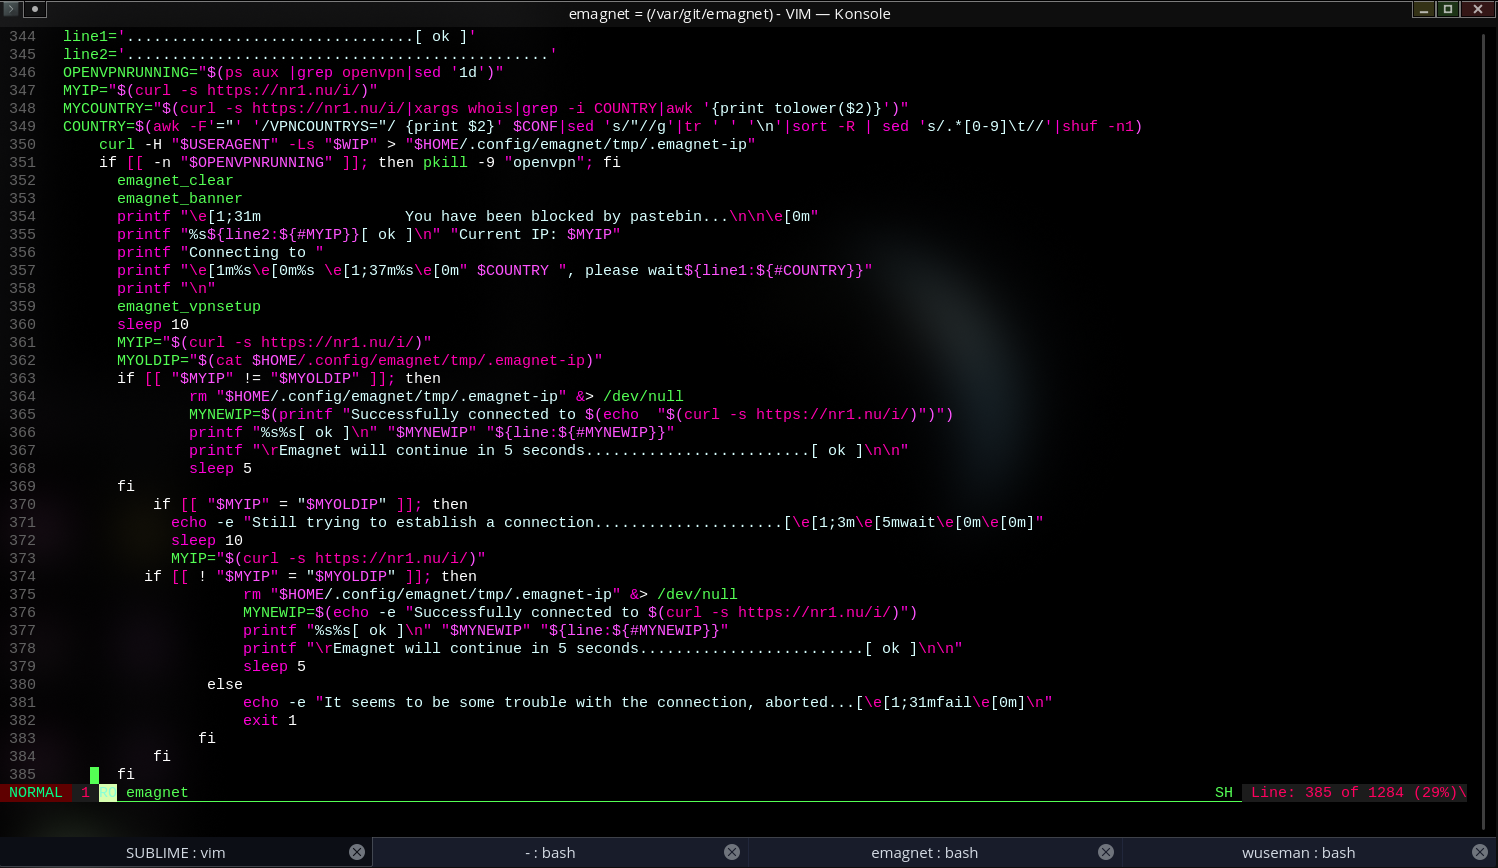 emagnet = (/var/git/emagnet) - VIM — Konsole
344   line1='................................[ ok ]'
345   line2='...............................................'
346   OPENVPNRUNNING="$(ps aux |grep openvpn|sed '1d')"
347   MYIP="$(curl -s https://nr1.nu/i/)"
348   MYCOUNTRY="$(curl -s https://nr1.nu/i/|xargs whois|grep -i COUNTRY|awk '{print tolower($2)}')"
349   COUNTRY=$(awk -F'="' '/VPNCOUNTRYS="/ {print $2}' $CONF|sed 's/"//g'|tr ' ' '\n'|sort -R | sed 's/.*[0-9]\t//'|shuf -n1)
350       curl -H "$USERAGENT" -Ls "$WIP" > "$HOME/.config/emagnet/tmp/.emagnet-ip"
351       if [[ -n "$OPENVPNRUNNING" ]]; then pkill -9 "openvpn"; fi
352         emagnet_clear
353         emagnet_banner
354         printf "\e[1;31m                You have been blocked by pastebin...\n\n\e[0m"
355         printf "%s${line2:${#MYIP}}[ ok ]\n" "Current IP: $MYIP"
356         printf "Connecting to "
357         printf "\e[1m%s\e[0m%s \e[1;37m%s\e[0m" $COUNTRY ", please wait${line1:${#COUNTRY}}"
358         printf "\n"
359         emagnet_vpnsetup
360         sleep 10
361         MYIP="$(curl -s https://nr1.nu/i/)"
362         MYOLDIP="$(cat $HOME/.config/emagnet/tmp/.emagnet-ip)"
363         if [[ "$MYIP" != "$MYOLDIP" ]]; then
364                 rm "$HOME/.config/emagnet/tmp/.emagnet-ip" &> /dev/null
365                 MYNEWIP=$(printf "Successfully connected to $(echo  "$(curl -s https://nr1.nu/i/)")")
366                 printf "%s%s[ ok ]\n" "$MYNEWIP" "${line:${#MYNEWIP}}"
367                 printf "\rEmagnet will continue in 5 seconds.........................[ ok ]\n\n"
368                 sleep 5
369         fi
370             if [[ "$MYIP" = "$MYOLDIP" ]]; then
371               echo -e "Still trying to establish a connection.....................[\e[1;3m\e[5mwait\e[0m\e[0m]"
372               sleep 10
373               MYIP="$(curl -s https://nr1.nu/i/)"
374            if [[ ! "$MYIP" = "$MYOLDIP" ]]; then
375                       rm "$HOME/.config/emagnet/tmp/.emagnet-ip" &> /dev/null
376                       MYNEWIP=$(echo -e "Successfully connected to $(curl -s https://nr1.nu/i/)")
377                       printf "%s%s[ ok ]\n" "$MYNEWIP" "${line:${#MYNEWIP}}"
378                       printf "\rEmagnet will continue in 5 seconds.........................[ ok ]\n\n"
379                       sleep 5
380                   else
381                       echo -e "It seems to be some trouble with the connection, aborted...[\e[1;31mfail\e[0m]\n"
382                       exit 1
383                  fi
384             fi
385         fi
NORMAL  1 R0 emagnet SH  Line: 385 of 1284 (29%)\
SUBLIME : vim
- : bash
emagnet : bash
wuseman : bash